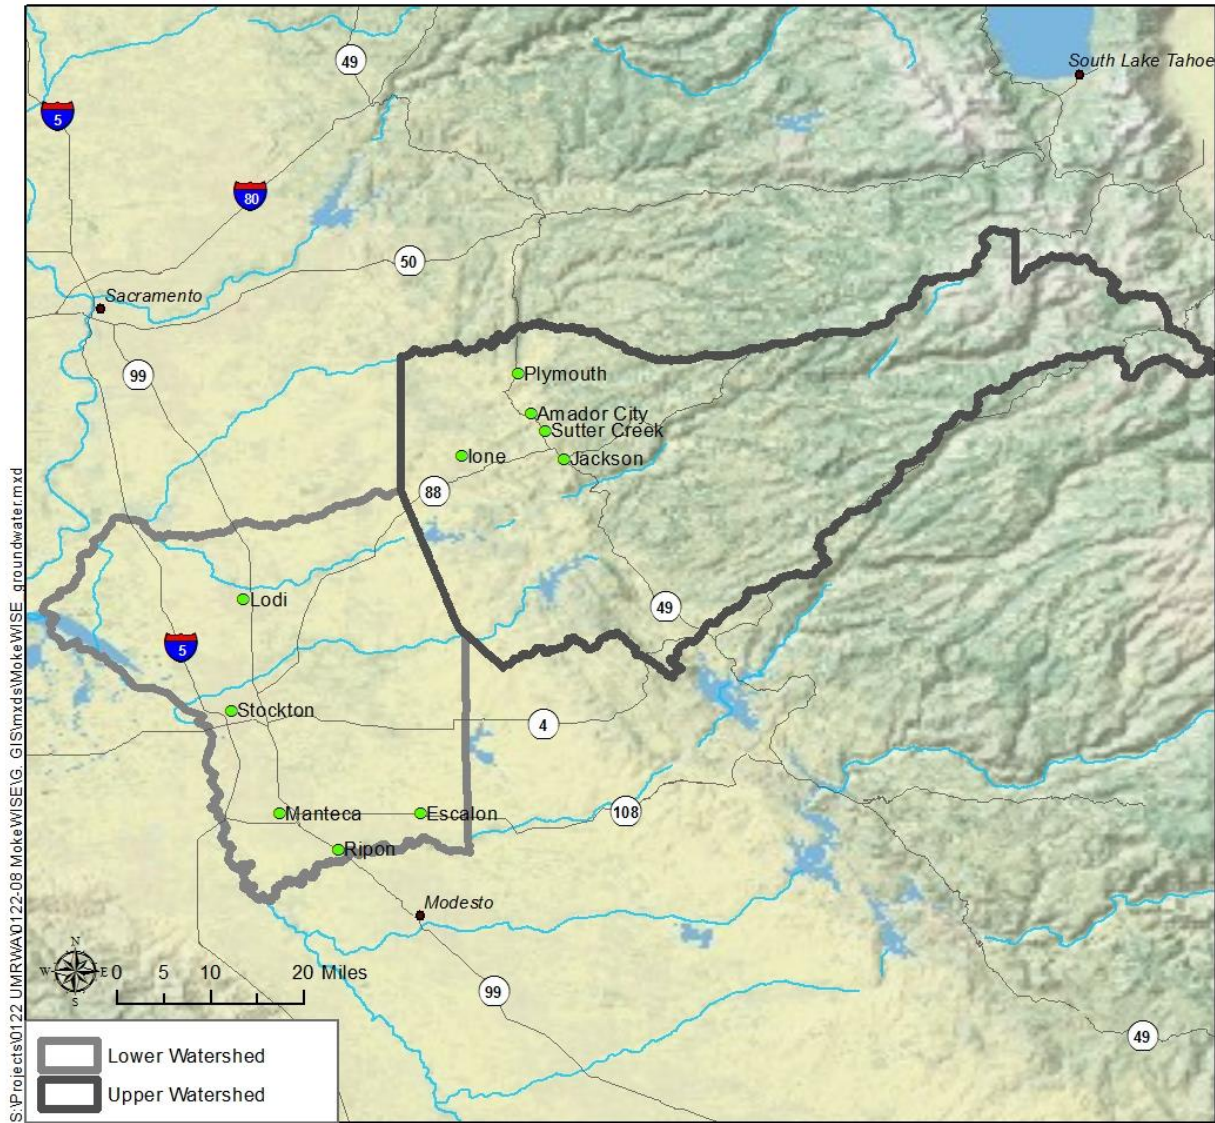 49
South Lake Tahoe
5
80
50
Sacramento
99
Plymouth
Amador City
Sutter Creek
Ione
Jackson
88
Lodi
49
5
Stockton
4
Manteca
Escalon
108
Ripon
Modesto
N
W E
S
0 5 10 20 Miles
99
49
Lower Watershed
Upper Watershed
S:\Projects\0122 UMRWA\0122-08 MokeWISE\G. GIS\mxds\MokeWISE_groundwater.mxd